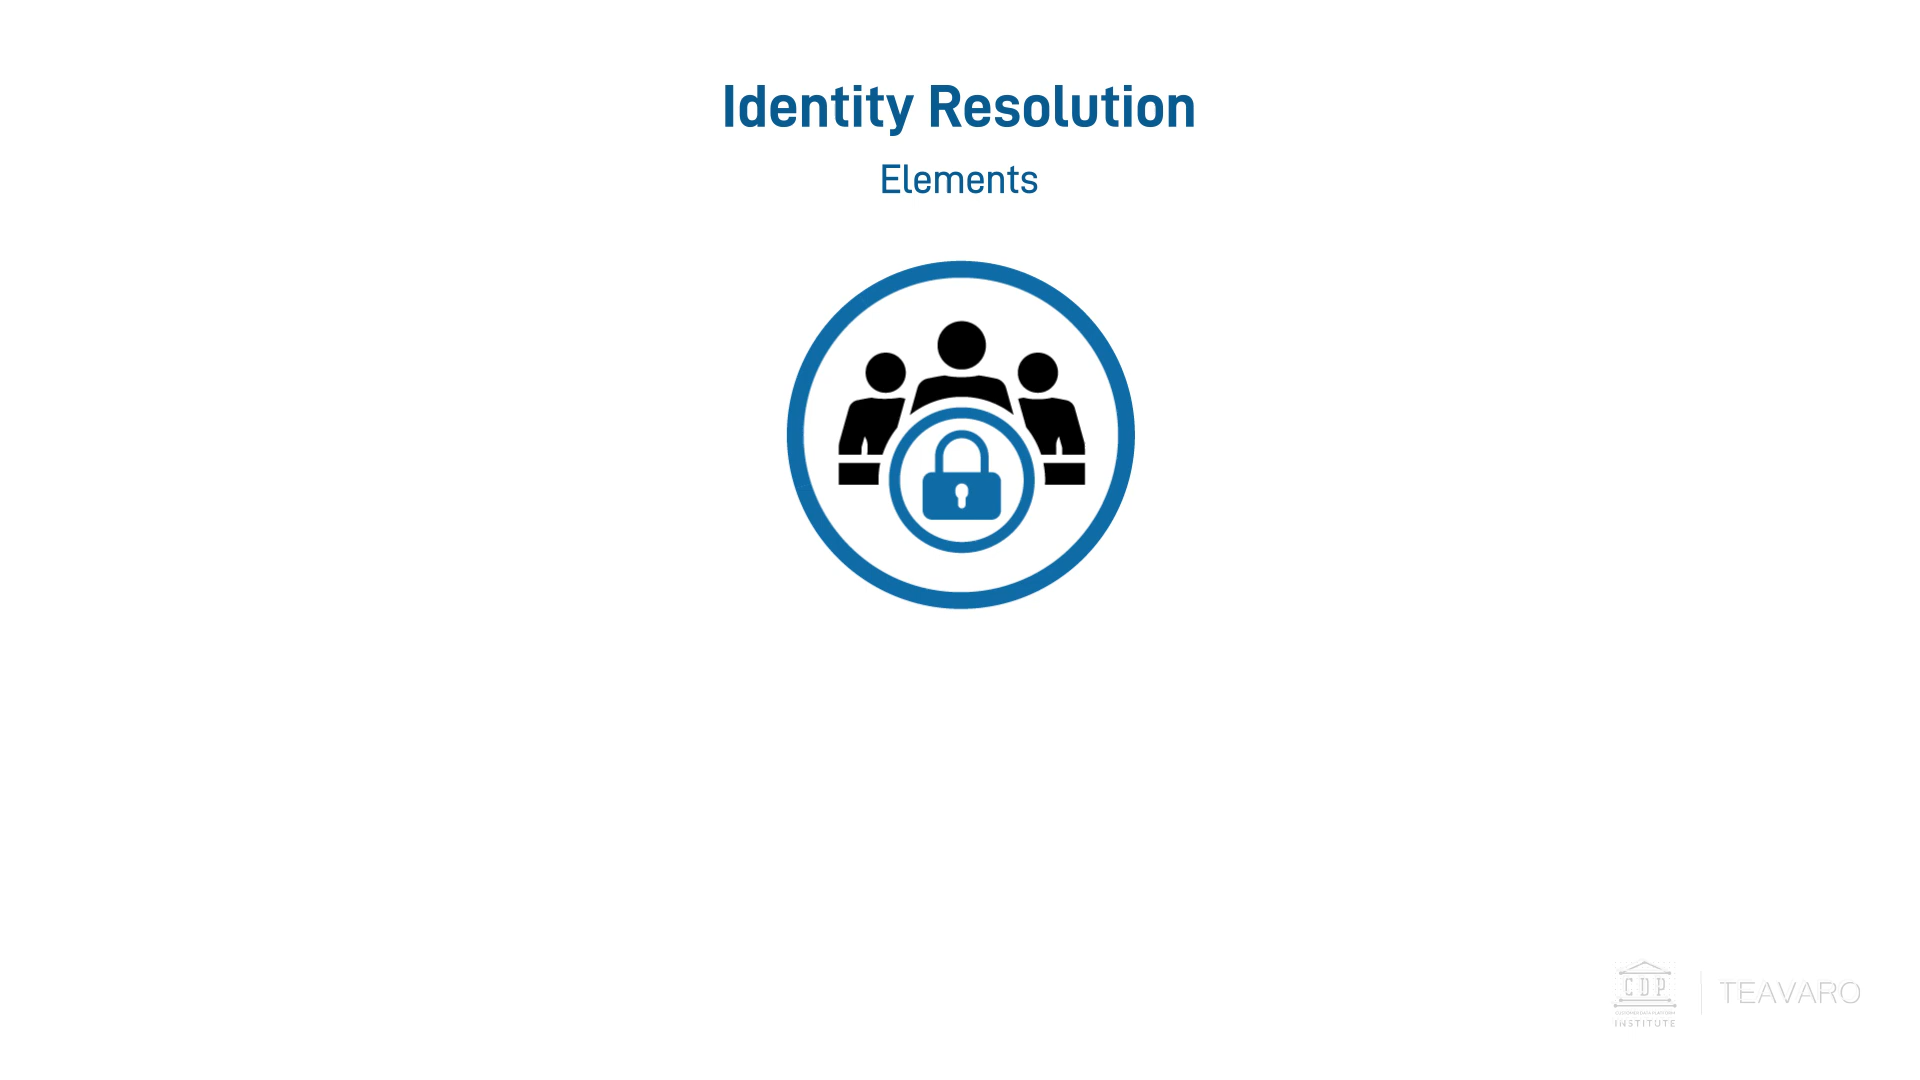 Identity Resolution
Elements
CDP
INSTITUTE
TEAVARO